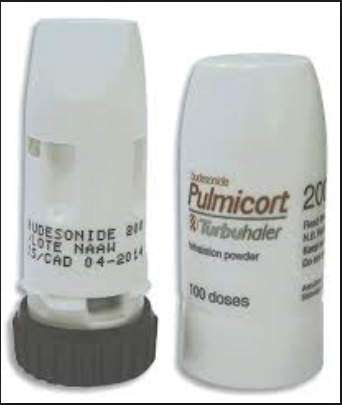 BUDESONIDE 200
LOTE NAAW
CAD 04-2014
budesonide
Pulmicort 200
Turbuhaler
inhalation powder
100 doses